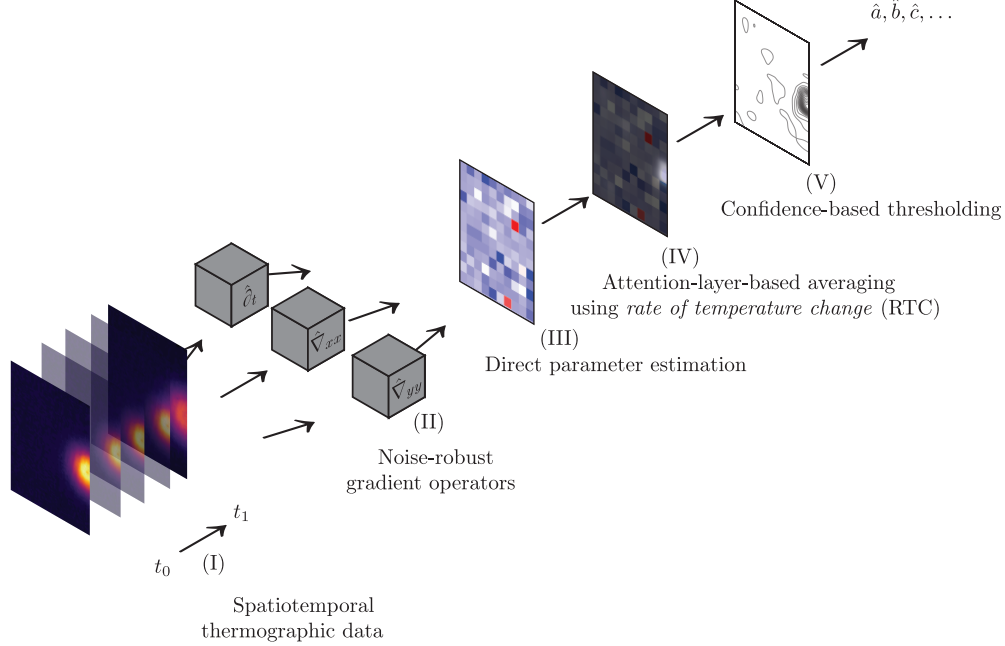 â, b̂, ĉ, . . .
(V)
Confidence-based thresholding
(IV)
Attention-layer-based averaging
using rate of temperature change (RTC)
(III)
Direct parameter estimation
∂̂t
∇̂xx
∇̂yy
(II)
Noise-robust
gradient operators
t₁
t₀
(I)
Spatiotemporal
thermographic data